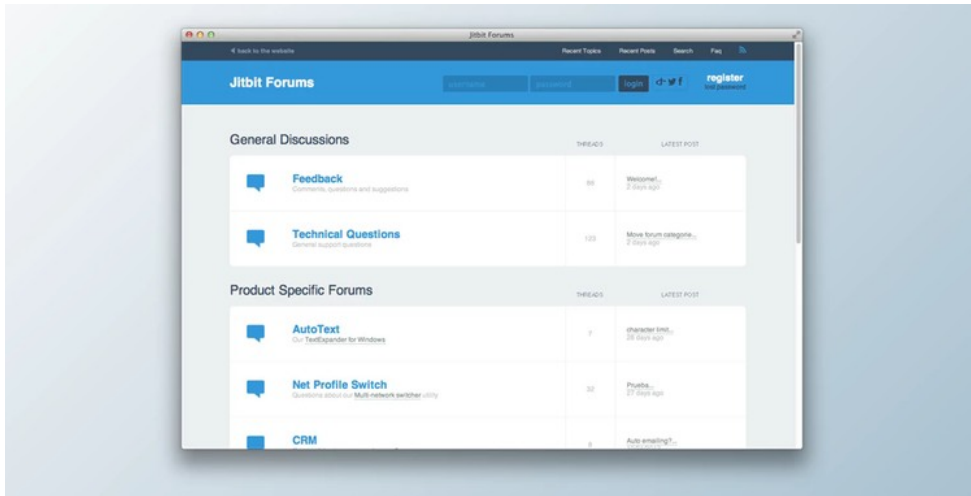 Jitbit Forums
back to the website
Recent Topics Recent Posts Search Faq
Jitbit Forums
username password login register
lost password
General Discussions THREADS LATEST POST
Feedback
Comments, questions and suggestions
Welcome!...
2 days ago
Technical Questions
General support questions
123
Move forum categorie...
2 days ago
Product Specific Forums THREADS LATEST POST
AutoText
Our TextExpander for Windows
7
character limit...
26 days ago
Net Profile Switch
Questions about our Multi-network switcher utility
Prueba...
27 days ago
CRM
Auto emailing?...